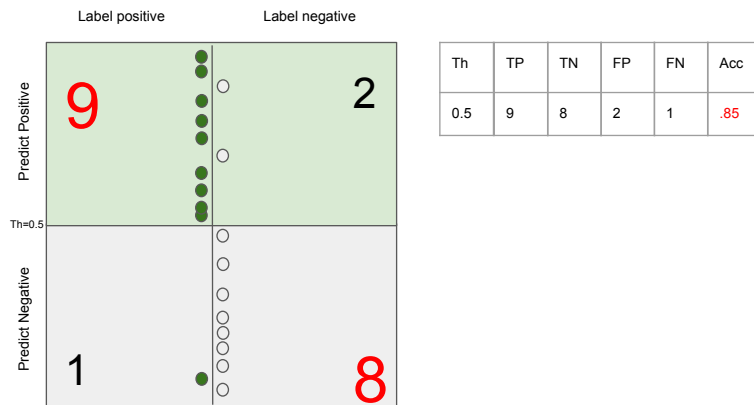 Label positive
Label negative
Predict Positive
9
2
Th=0.5
Predict Negative
1
8
Th TP TN FP FN Acc
0.5 9 8 2 1 .85